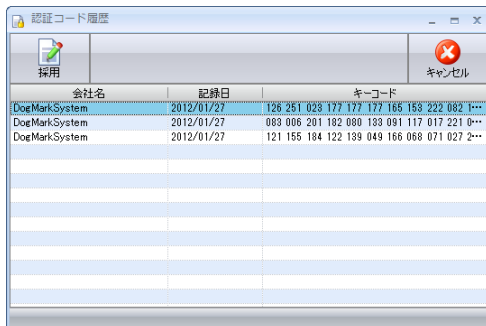 認証コード履歴
採用
キャンセル
会社名 記録日 キーコード
DogMarkSystem 2012/01/27 126 251 023 177 177 177 165 153 222 082 1…
DogMarkSystem 2012/01/27 083 006 201 182 080 133 091 117 017 221 0…
DogMarkSystem 2012/01/27 121 155 184 122 139 049 166 068 071 027 2…